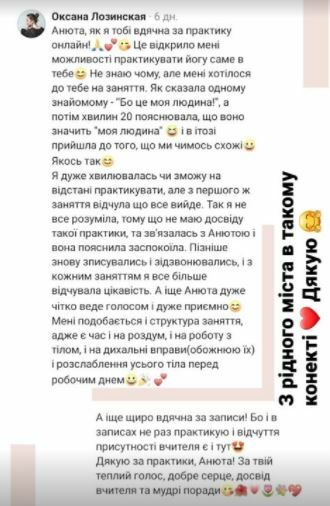 Оксана Лозинская · 6 дн.
Анюта, як я тобі вдячна за практику
онлайн!🙏💕😘 Це відкрило мені
можливості практикувати йогу саме в
тебе😊 Не знаю чому, але мені хотілося
до тебе на заняття. Як сказала одному
знайомому - "Бо це моя людина!", а
потім хвилин 20 пояснювала, що воно
значить "моя людина" 😅 і в ітозі
прийшла до того, що ми чимось схожі😀
Якось так😄
Я дуже хвилювалась чи зможу на
відстані практикувати, але з першого ж
заняття відчула що все вийде. Так я не
все розуміла, тому що не маю досвіду
такої практики, та зв'язалась з Анютою і
вона пояснила заспокоїла. Пізніше
знову зписувались і зідзвонювались, і з
кожним заняттям я все більше
відчувала цікавість. А іще Анюта дуже
чітко веде голосом і дуже приємно😊
Мені подобається і структура заняття,
адже є час і на роздум, і на роботу з
тілом, і на дихальні вправи(обожнюю їх)
і розслаблення усього тіла перед
робочим днем😀🎉💕
А іще щиро вдячна за записи! Бо і в
записах не раз практикую і відчуття
присутності вчителя є і тут😍
Дякую за практики, Анюта! За твій
теплий голос, добре серце, досвід
вчителя та мудрі поради😘🌺💗🌷💐💖
З рідного міста в такому
конекті ❤️ Дякую 🤗